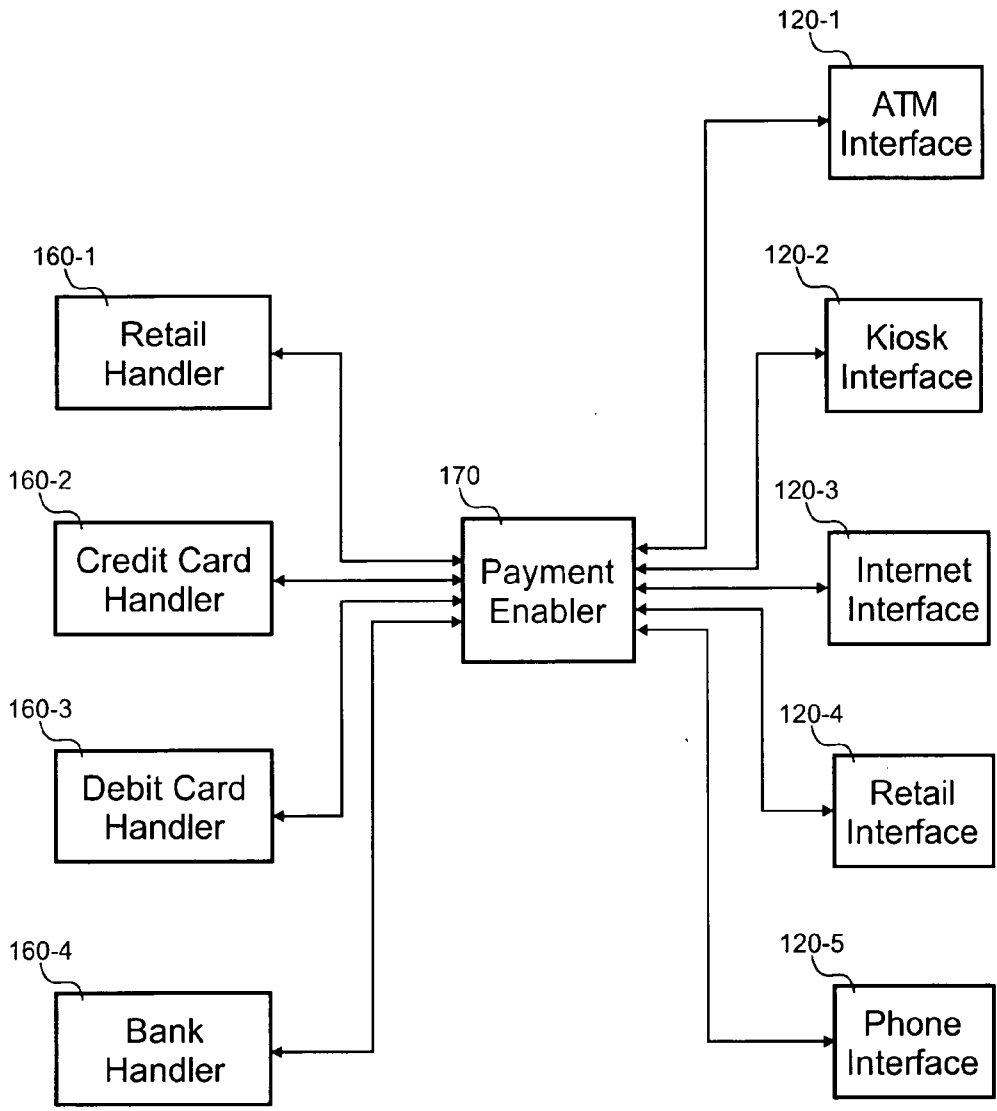 120-1
ATM
Interface
160-1
Retail
Handler
120-2
Kiosk
Interface
160-2
Credit Card
Handler
170
Payment
Enabler
120-3
Internet
Interface
160-3
Debit Card
Handler
120-4
Retail
Interface
160-4
Bank
Handler
120-5
Phone
Interface